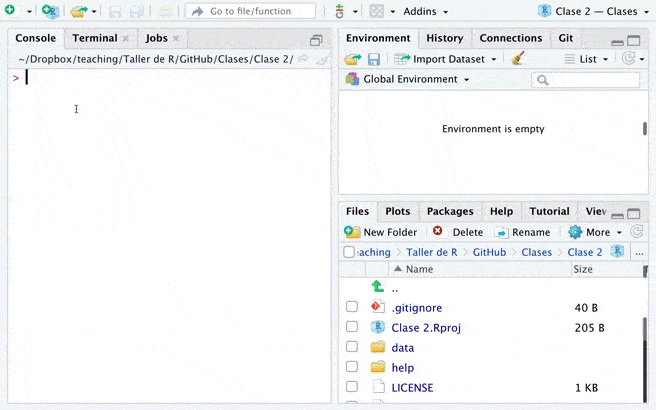 Go to file/function
Addins
Clase 2 — Clases
Console
Terminal
Jobs
~/Dropbox/teaching/Taller de R/GitHub/Clases/Clase 2/
>
Environment
History
Connections
Git
Import Dataset
List
Global Environment
Environment is empty
Files
Plots
Packages
Help
Tutorial
New Folder
Delete
Rename
More
eaching
Taller de R
GitHub
Clases
Clase 2
...
Name
Size
..
.gitignore
40 B
Clase 2.Rproj
205 B
data
help
LICENSE
1 KB